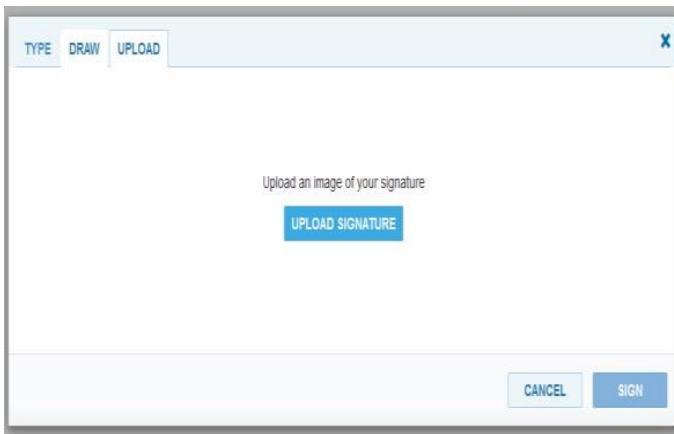 TYPE DRAW UPLOAD x
Upload an image of your signature
UPLOAD SIGNATURE
CANCEL SIGN